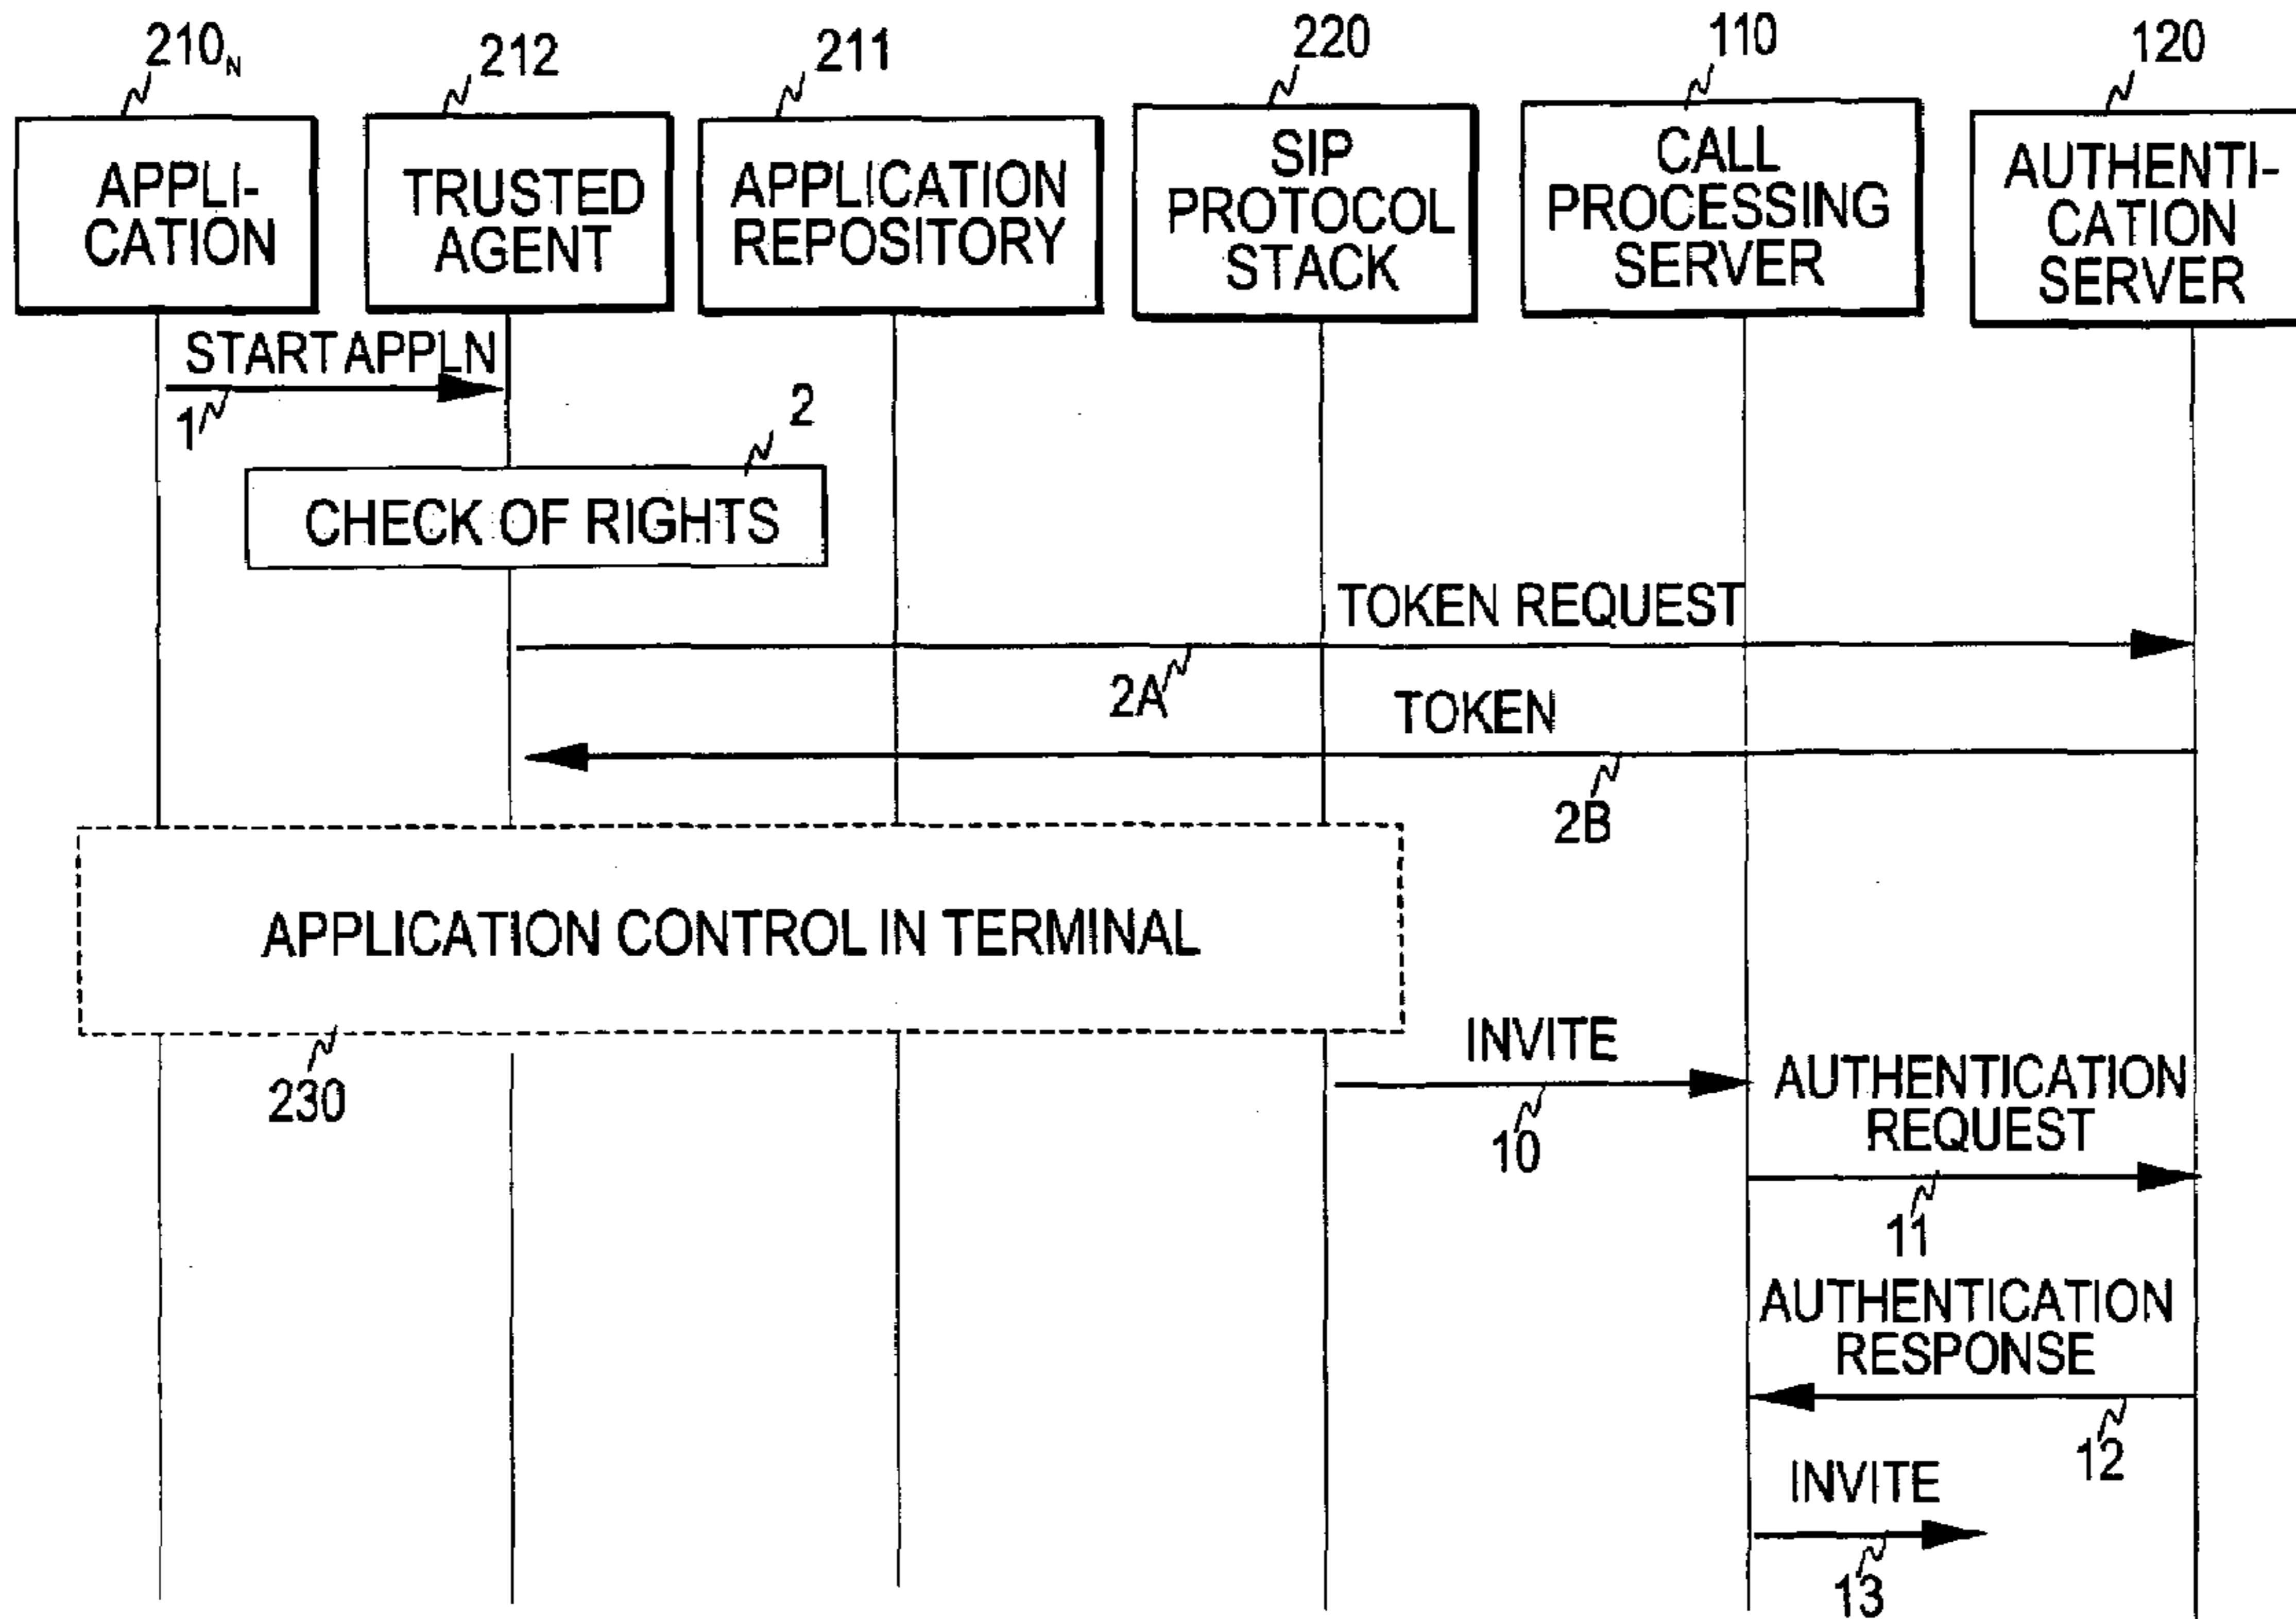 210N
212
211
220
110
120
APPLI-
CATION
TRUSTED
AGENT
APPLICATION
REPOSITORY
SIP
PROTOCOL
STACK
CALL
PROCESSING
SERVER
AUTHENTI-
CATION
SERVER
START APPLN
1
2
CHECK OF RIGHTS
TOKEN REQUEST
2A
TOKEN
2B
APPLICATION CONTROL IN TERMINAL
230
INVITE
10
AUTHENTICATION
REQUEST
11
AUTHENTICATION
RESPONSE
12
INVITE
13